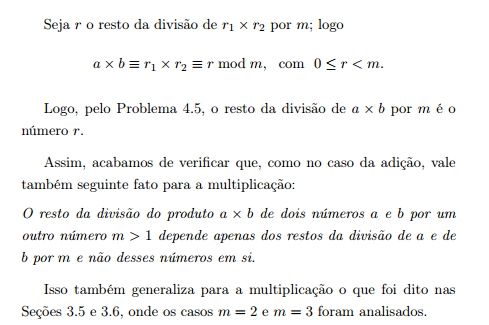 Seja r o resto da divisão de r₁ × r₂ por m; logo
a × b ≡ r₁ × r₂ ≡ r mod m, com 0 ≤ r < m.
Logo, pelo Problema 4.5, o resto da divisão de a × b por m é o
número r.
Assim, acabamos de verificar que, como no caso da adição, vale
também seguinte fato para a multiplicação:
O resto da divisão do produto a × b de dois números a e b por um
outro número m > 1 depende apenas dos restos da divisão de a e de
b por m e não desses números em si.
Isso também generaliza para a multiplicação o que foi dito nas
Seções 3.5 e 3.6, onde os casos m = 2 e m = 3 foram analisados.